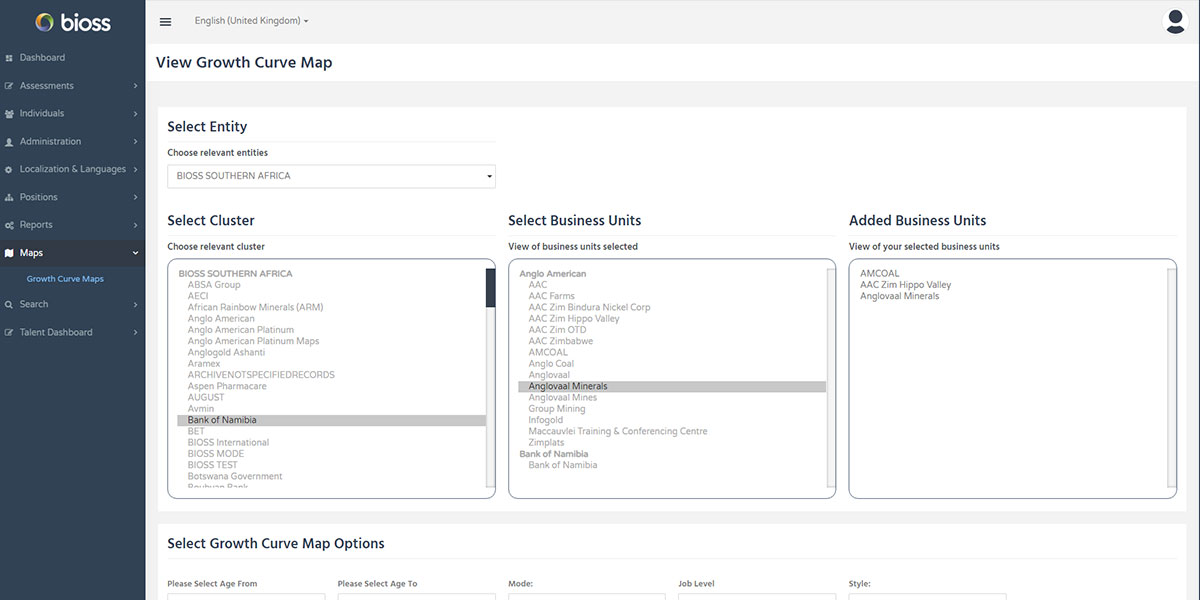 bioss
English (United Kingdom)
Dashboard
Assessments
Individuals
Administration
Localization & Languages
Positions
Reports
Maps
Growth Curve Maps
Search
Talent Dashboard
View Growth Curve Map
Select Entity
Choose relevant entities
BIOSS SOUTHERN AFRICA
Select Cluster
Choose relevant cluster
BIOSS SOUTHERN AFRICA
ABSA Group
AECI
African Rainbow Minerals (ARM)
Anglo American
Anglo American Platinum
Anglo American Platinum Maps
Anglogold Ashanti
Aramex
ARCHIVENOTSPECIFIEDRECORDS
Aspen Pharmacare
AUGUST
Avmin
Bank of Namibia
BET
BIOSS International
BIOSS MODE
BIOSS TEST
Botswana Government
Select Business Units
View of business units selected
Anglo American
AAC
AAC Farms
AAC Zim Bindura Nickel Corp
AAC Zim Hippo Valley
AAC Zim OTD
AAC Zimbabwe
AMCOAL
Anglo Coal
Anglovaal
Anglovaal Minerals
Anglovaal Mines
Group Mining
Infogold
Maccauvlei Training & Conferencing Centre
Zimplats
Bank of Namibia
Bank of Namibia
Added Business Units
View of your selected business units
AMCOAL
AAC Zim Hippo Valley
Anglovaal Minerals
Select Growth Curve Map Options
Please Select Age From
Please Select Age To
Mode:
Job Level
Style: